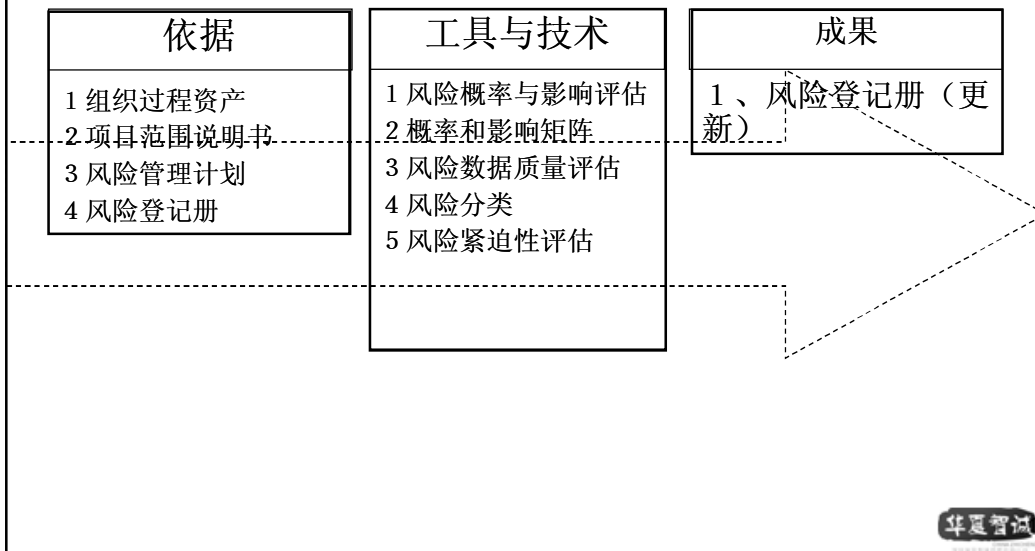 依据
1 组织过程资产
2 项目范围说明书
3 风险管理计划
4 风险登记册
工具与技术
1 风险概率与影响评估
2 概率和影响矩阵
3 风险数据质量评估
4 风险分类
5 风险紧迫性评估
成果
1 、风险登记册（更
新）
华夏智诚